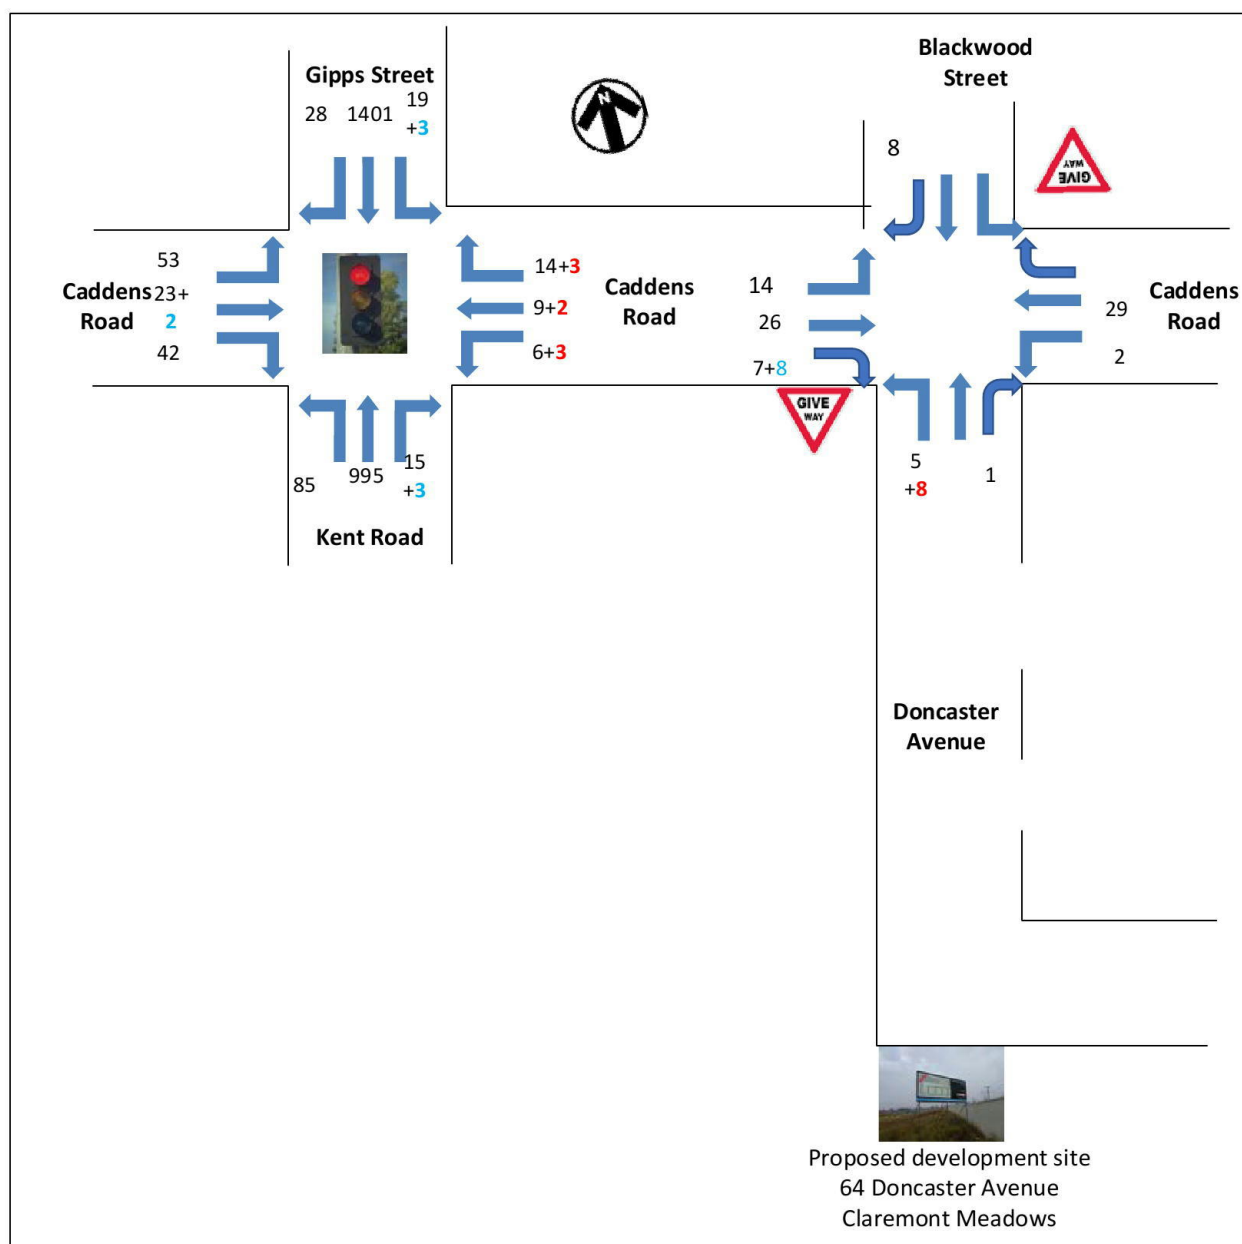 Gipps Street
28 1401 19
+3
N
Blackwood
Street
8
GIVE
WAY
53
Caddens
Road
23+
2
42
14+3
9+2
6+3
Caddens
Road
14
26
7+8
GIVE
WAY
29
2
Caddens
Road
85 995 15
+3
Kent Road
5
+8
1
Doncaster
Avenue
Proposed development site
64 Doncaster Avenue
Claremont Meadows